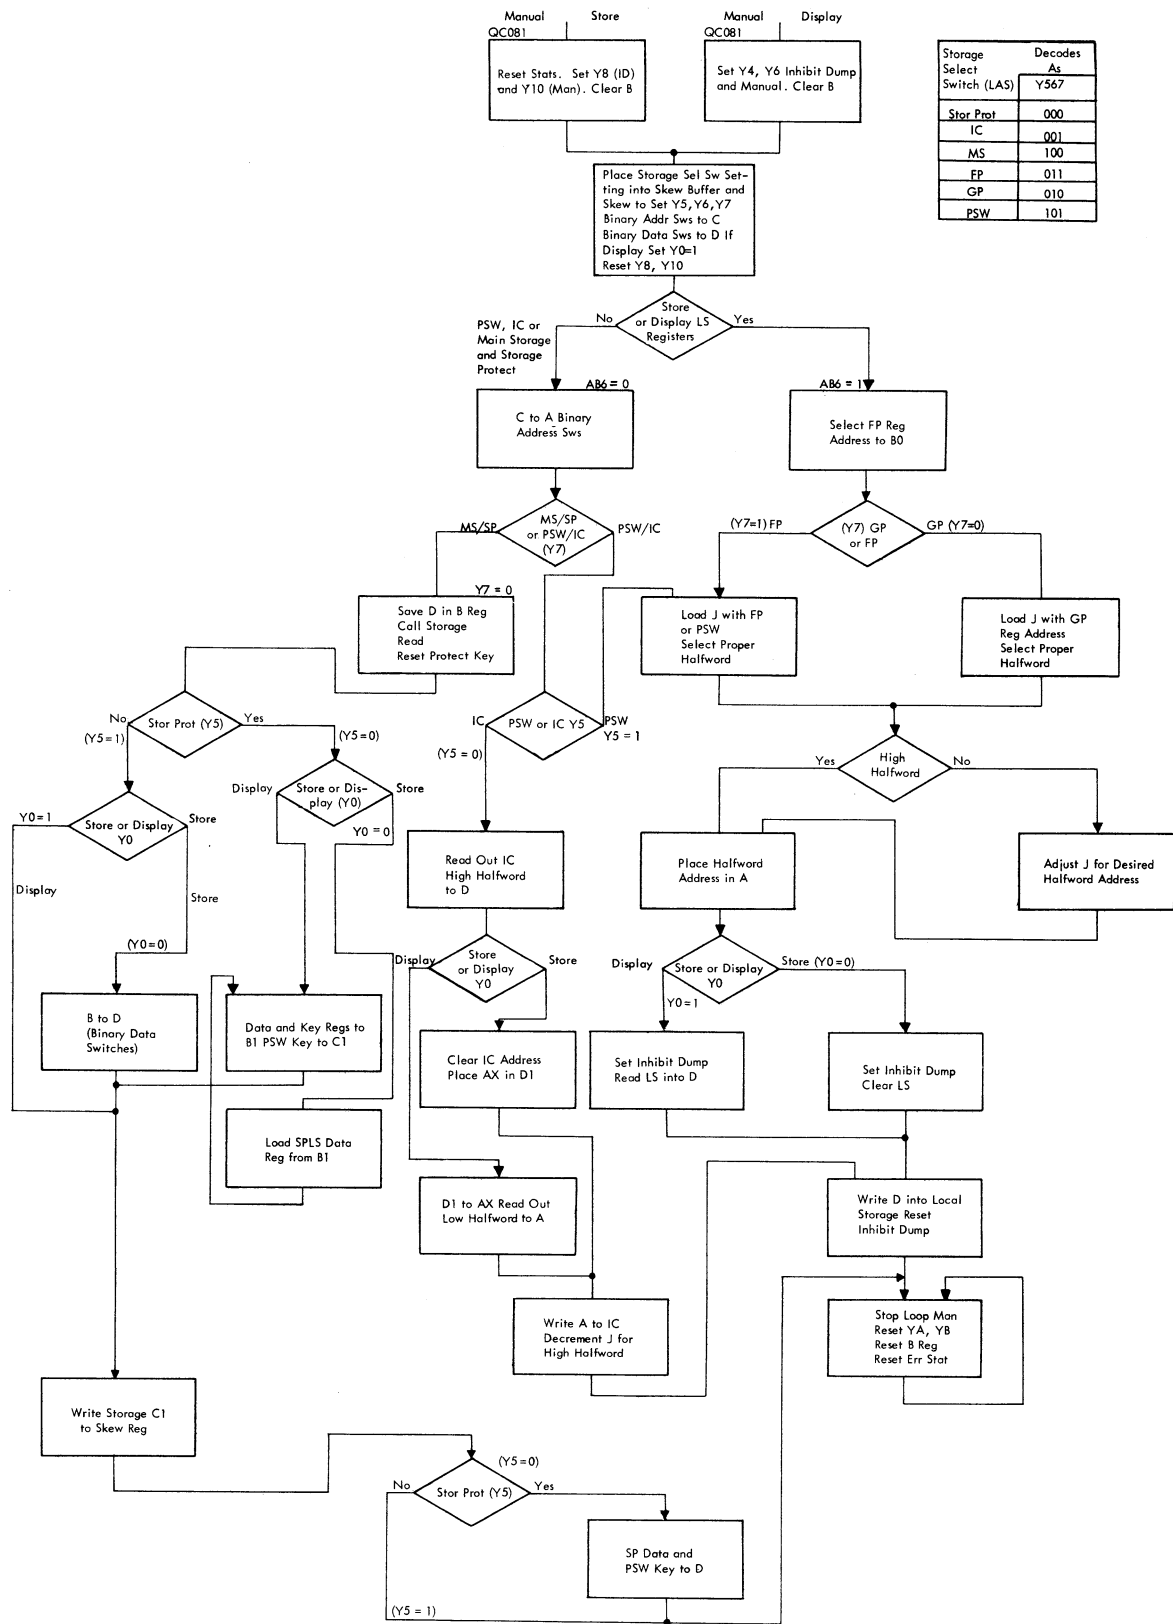 Manual Store
QC081
Reset Stats. Set Y8 (ID)
and Y10 (Man). Clear B
Manual Display
QC081
Set Y4, Y6 Inhibit Dump
and Manual. Clear B
Storage Decodes
Select As
Switch (LAS) Y567
Stor Prot 000
IC 001
MS 100
FP 011
GP 010
PSW 101
Place Storage Sel Sw Set-
ting into Skew Buffer and
Skew to Set Y5, Y6, Y7
Binary Addr Sws to C
Binary Data Sws to D If
Display Set Y0=1
Reset Y8, Y10
Store
or Display LS
Registers
No
Yes
PSW, IC or
Main Storage
and Storage
Protect
AB6 = 0
AB6 = 1
C to A Binary
Address Sws
Select FP Reg
Address to B0
MS/SP
MS/SP
or PSW/IC
(Y7)
PSW/IC
(Y7=1) FP
(Y7) GP
or FP
GP (Y7=0)
Y7 = 0
Save D in B Reg
Call Storage
Read
Reset Protect Key
Load J with FP
or PSW
Select Proper
Halfword
Load J with GP
Reg Address
Select Proper
Halfword
No
(Y5=1)
Stor Prot (Y5)
Yes
(Y5=0)
IC
(Y5=0)
PSW or IC Y5
PSW
Y5 = 1
Yes
High
Halfword
No
Display
Store or Dis-
play (Y0)
Store
Y0 = 0
Y0=1
Store or Display
Y0
Store
Display
Store
(Y0=0)
Read Out IC
High Halfword
to D
Place Halfword
Address in A
Adjust J for Desired
Halfword Address
Display
Store
or Display
Y0
Store
Display
Store or Display
Y0
Store (Y0=0)
Y0=1
B to D
(Binary Data
Switches)
Data and Key Regs to
B1 PSW Key to C1
Clear IC Address
Place AX in D1
Set Inhibit Dump
Read LS into D
Set Inhibit Dump
Clear LS
Load SPLS Data
Reg from B1
D1 to AX Read Out
Low Halfword to A
Write D into Local
Storage Reset
Inhibit Dump
Write A to IC
Decrement J for
High Halfword
Stop Loop Man
Reset YA, YB
Reset B Reg
Reset Err Stat
Write Storage C1
to Skew Reg
(Y5=0)
No
Stor Prot (Y5)
Yes
SP Data and
PSW Key to D
(Y5 = 1)